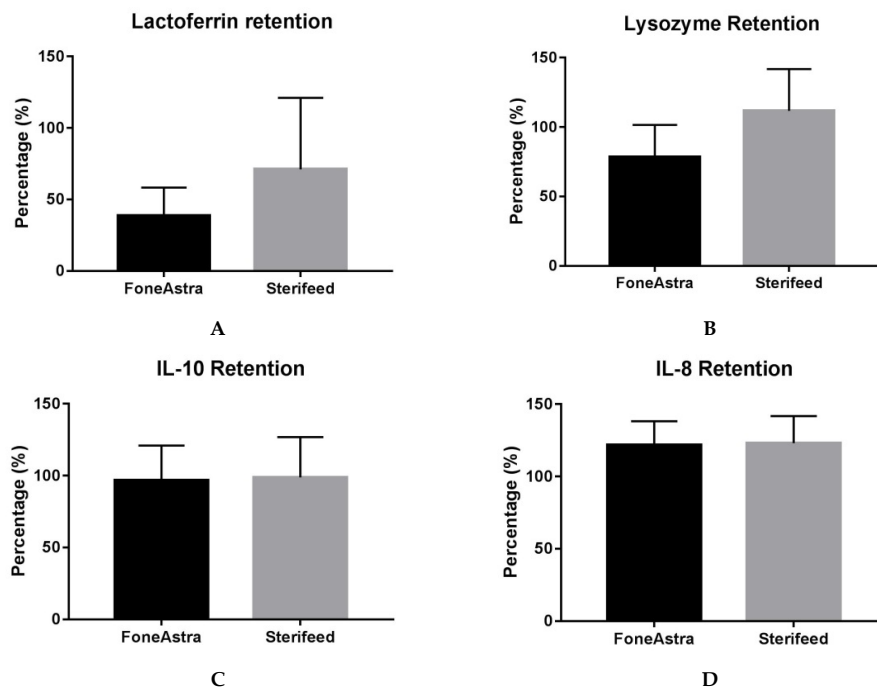 Lactoferrin retention
150
100
50
0
Percentage (%)
FoneAstra Sterifeed
A
Lysozyme Retention
150
100
50
0
Percentage (%)
FoneAstra Sterifeed
B
IL-10 Retention
150
100
50
0
Percentage (%)
FoneAstra Sterifeed
C
IL-8 Retention
150
100
50
0
Percentage (%)
FoneAstra Sterifeed
D